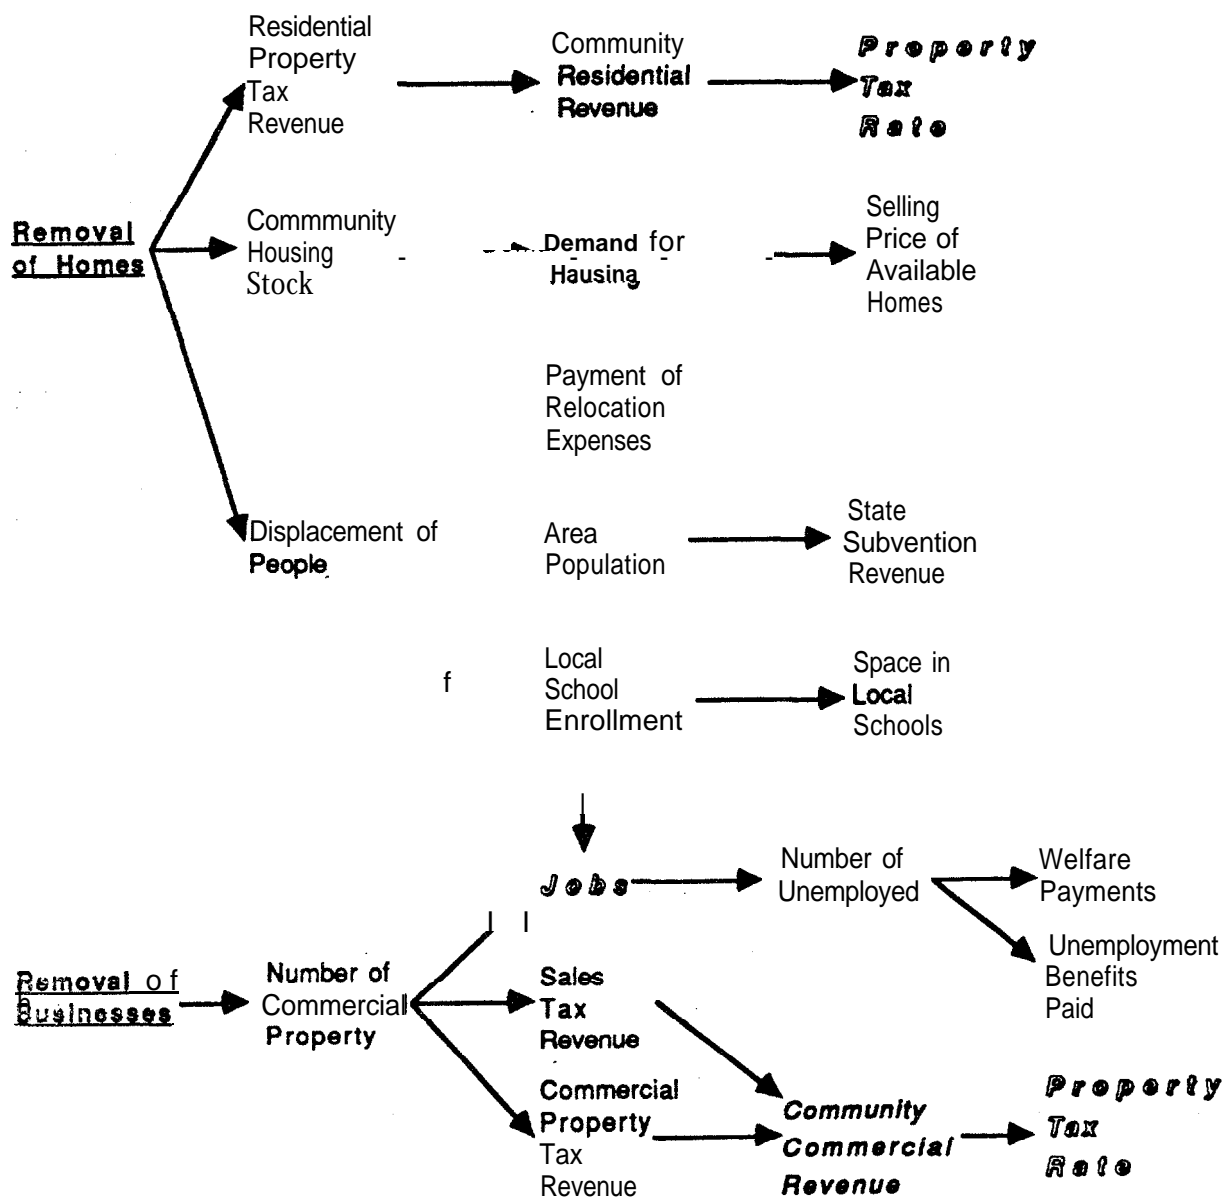 Residential
Property
Tax
Revenue
Community
Residential
Revenue
Property
Tax
Rate
Removal
of Homes
Commmunity
Housing
Stock
Demand for
Hausing
Selling
Price of
Available
Homes
Payment of
Relocation
Expenses
Displacement of
People
Area
Population
State
Subvention
Revenue
f
Local
School
Enrollment
Space in
Local
Schools
Jobs
Number of
Unemployed
Welfare
Payments
Unemployment
Benefits
Paid
Removal of
Businesses
Number of
Commercial
Property
Sales
Tax
Revenue
Commercial
Property
Tax
Revenue
Community
Commercial
Revenue
Property
Tax
Rate